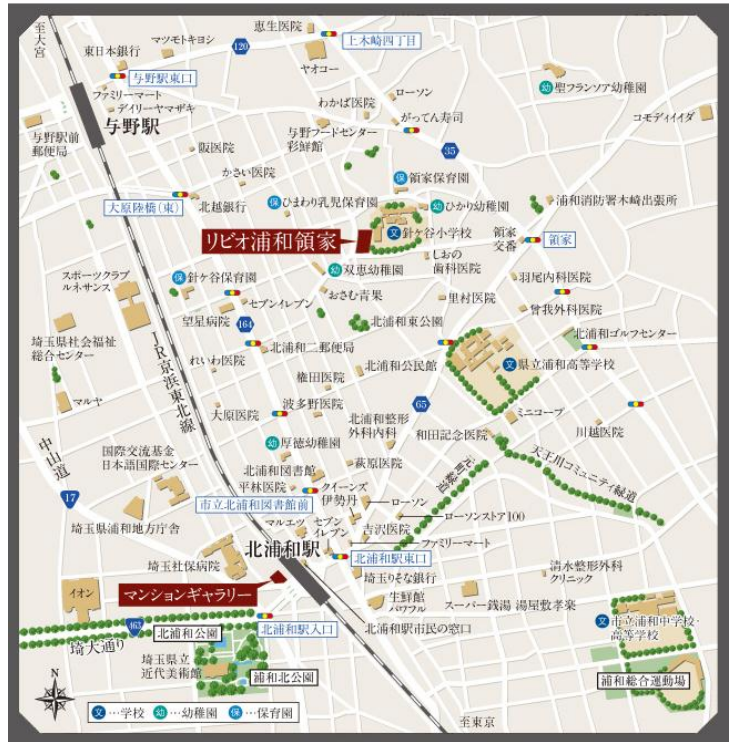 至大宮
恵生医院
マツモトキヨシ
120
上木崎四丁目
東日本銀行
与野駅東口
ヤオコー
ファミリーマート
デイリーヤマザキ
わかば医院
ローソン
幼 聖フランソア幼稚園
与野駅
与野駅前
郵便局
与野フードセンター
彩鮮館
がってん寿司
コモディイイダ
阪医院
35
かさい医院
保 領家保育園
大原陸橋(東)
北越銀行
保 ひまわり乳児保育園
幼 ひかり幼稚園
浦和消防署木崎出張所
リビオ浦和領家
文 針ケ谷小学校
領家
交番
領家
しおの
歯科医院
スポーツクラブ
ルネサンス
保 針ケ谷保育園
幼 双恵幼稚園
羽尾内科医院
セブンイレブン
おさむ青果
里村医院
曽我外科医院
望星病院
164
北浦和東公園
北浦和ゴルフセンター
埼玉県社会福祉
総合センター
JR京浜東北線
北浦和二郵便局
れいわ医院
北浦和公民館
文 県立浦和高等学校
権田医院
マルヤ
65
大原医院
波多野医院
ミニコープ
北浦和整形
外科内科
和田記念医院
川越医院
中山道
幼 厚徳幼稚園
国際交流基金
日本語国際センター
北浦和図書館
萩原医院
元町緑道
天王川コミュニティ緑道
平林医院
クイーンズ
伊勢丹
17
市立北浦和図書館前
ローソン
埼玉県浦和地方庁舎
マルエツ
セブン
イレブン
吉沢医院
ローソンストア100
北浦和駅
ファミリーマート
北浦和駅東口
埼玉社保病院
埼玉りそな銀行
清水整形外科
クリニック
マンションギャラリー
イオン
生鮮館
パワフル
スーパー銭湯 湯屋敷孝楽
463
北浦和公園
北浦和駅入口
北浦和駅市民の窓口
文 市立浦和中学校・
高等学校
埼大通り
埼玉県立
近代美術館
浦和北公園
浦和総合運動場
N
文…学校 幼…幼稚園 保…保育園
至東京